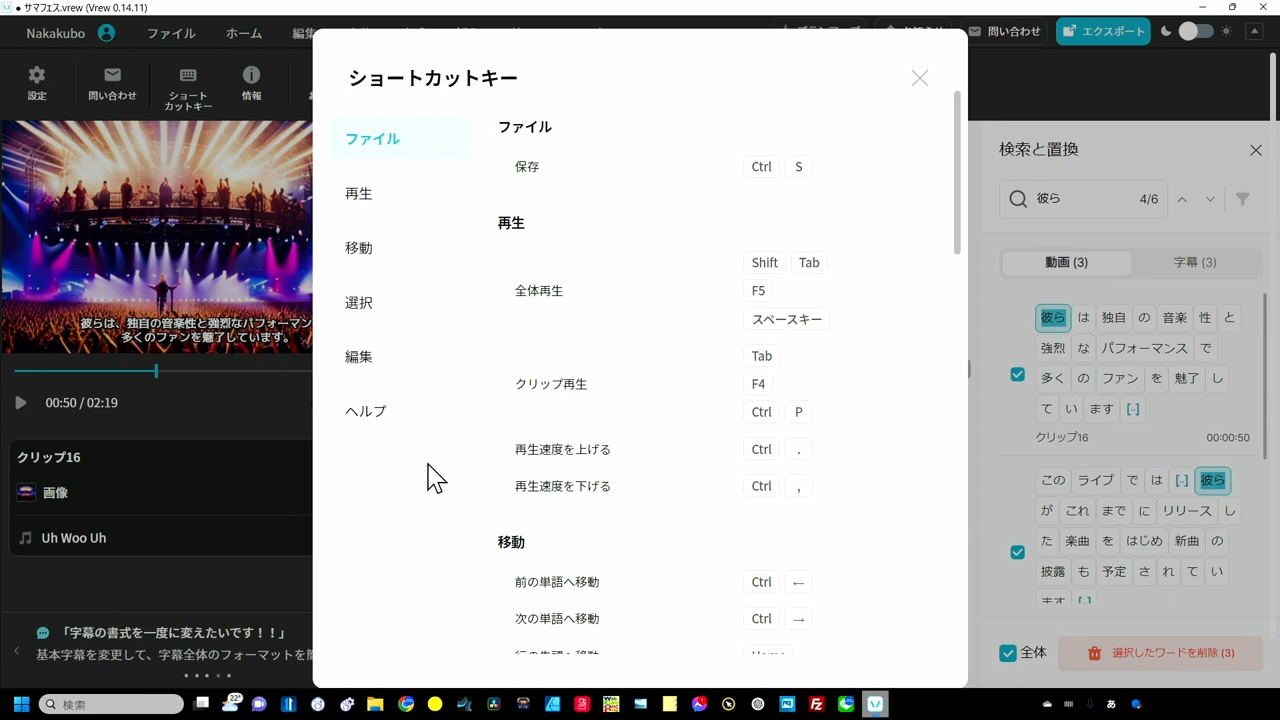 サマフェス.vrew (Vrew 0.14.11)
Nakakubo
ファイル
ホーム
編集
問い合わせ
エクスポート
設定
問い合わせ
ショート
カットキー
情報
彼らは、独自の音楽性と強烈なパフォーマン
多くのファンを魅了しています。
00:50 / 02:19
クリップ16
画像
Uh Woo Uh
「字幕の書式を一度に変えたいです！！」
基本字幕を変更して、字幕全体のフォーマットを簡
ショートカットキー
ファイル
再生
移動
選択
編集
ヘルプ
ファイル
保存 Ctrl S
再生
Shift Tab
全体再生 F5
スペースキー
Tab
クリップ再生 F4
Ctrl P
再生速度を上げる Ctrl .
再生速度を下げる Ctrl ,
移動
前の単語へ移動 Ctrl ←
次の単語へ移動 Ctrl →
検索と置換
彼ら 4/6
動画 (3) 字幕 (3)
彼ら は 独自 の 音楽 性 と
強烈 な パフォーマンス で
多く の ファン を 魅了 し
て い ます [··]
クリップ16 00:00:50
この ライブ で は [··] 彼ら
が これ まで に リリース し
た 楽曲 を はじめ 新曲 の
披露 も 予定 さ れ て い
全体
選択したワードを削除 (3)
検索
22°
あ